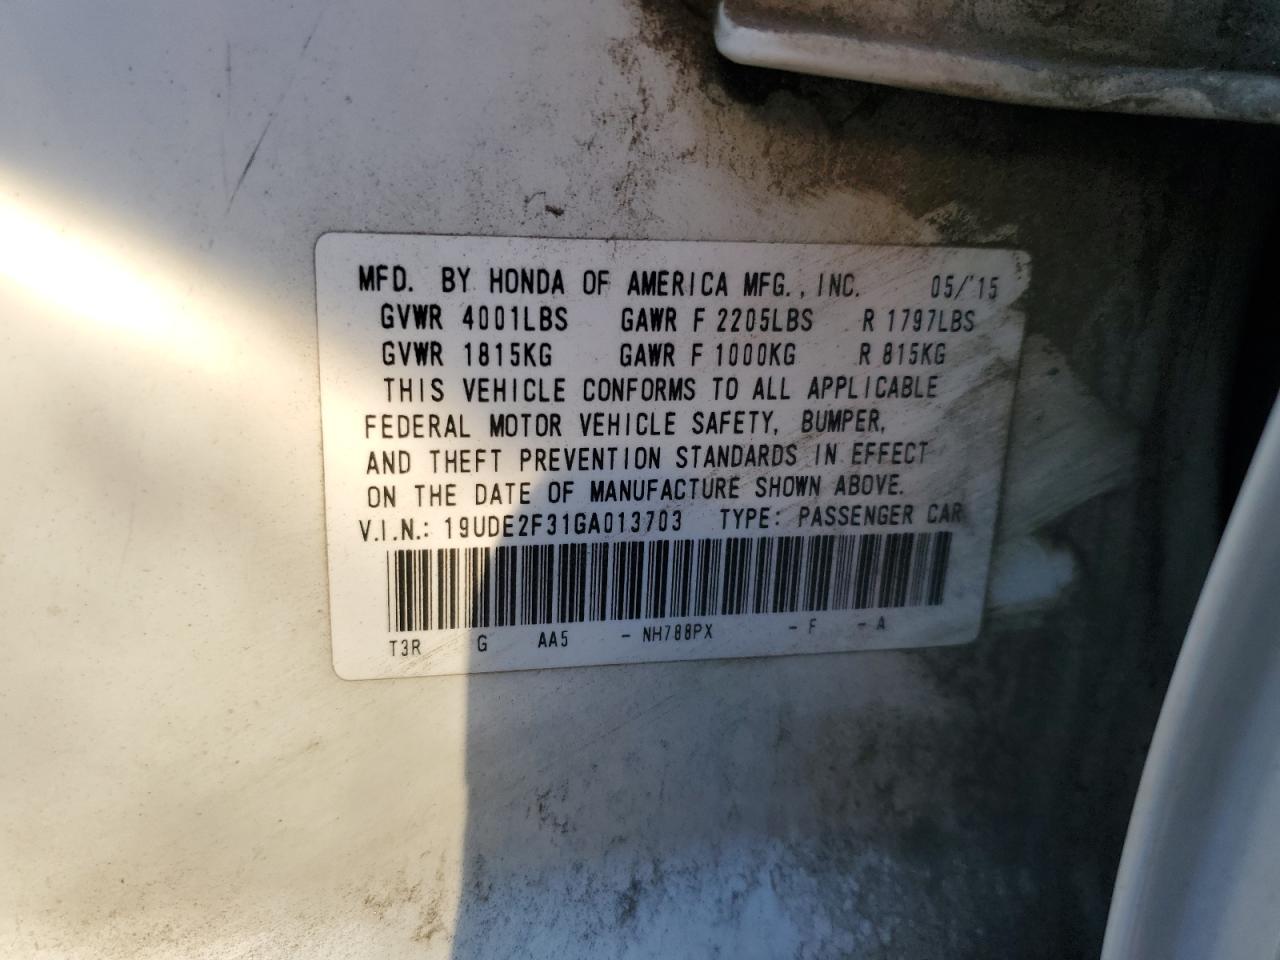 MFD. BY HONDA OF AMERICA MFG., INC. 05/'15
GVWR 4001LBS GAWR F 2205LBS R 1797LBS
GVWR 1815KG GAWR F 1000KG R 815KG
THIS VEHICLE CONFORMS TO ALL APPLICABLE
FEDERAL MOTOR VEHICLE SAFETY, BUMPER,
AND THEFT PREVENTION STANDARDS IN EFFECT
ON THE DATE OF MANUFACTURE SHOWN ABOVE.
V.I.N.: 19UDE2F31GA013703 TYPE: PASSENGER CAR
T3R G AA5 - NH788PX - F - A